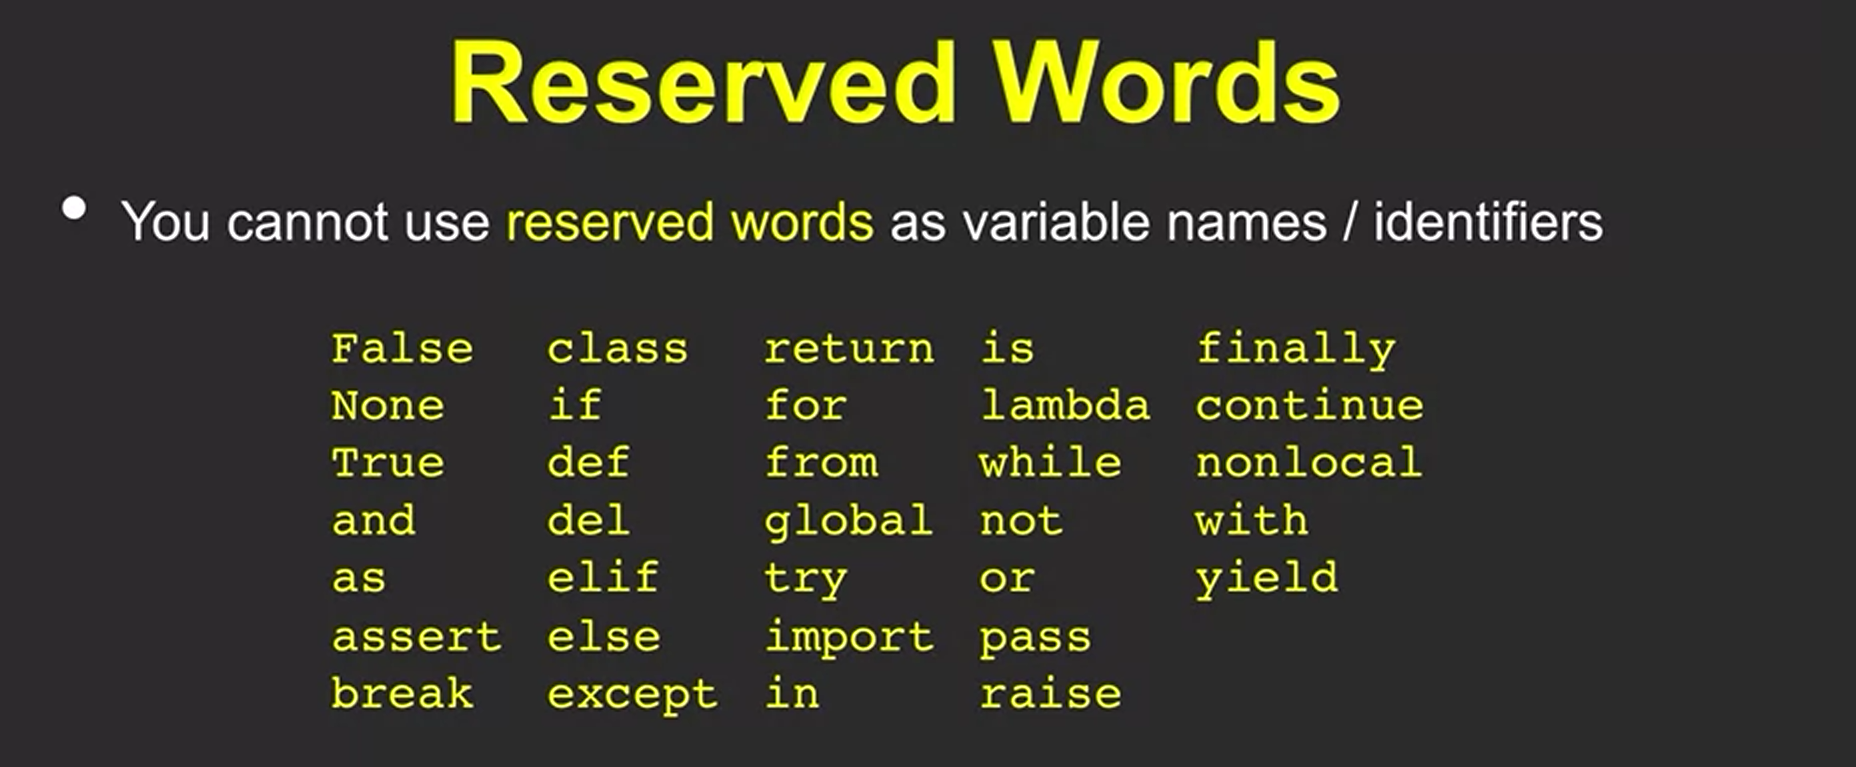 Reserved Words
• You cannot use reserved words as variable names / identifiers
False class return is finally
None if for lambda continue
True def from while nonlocal
and del global not with
as elif try or yield
assert else import pass
break except in raise